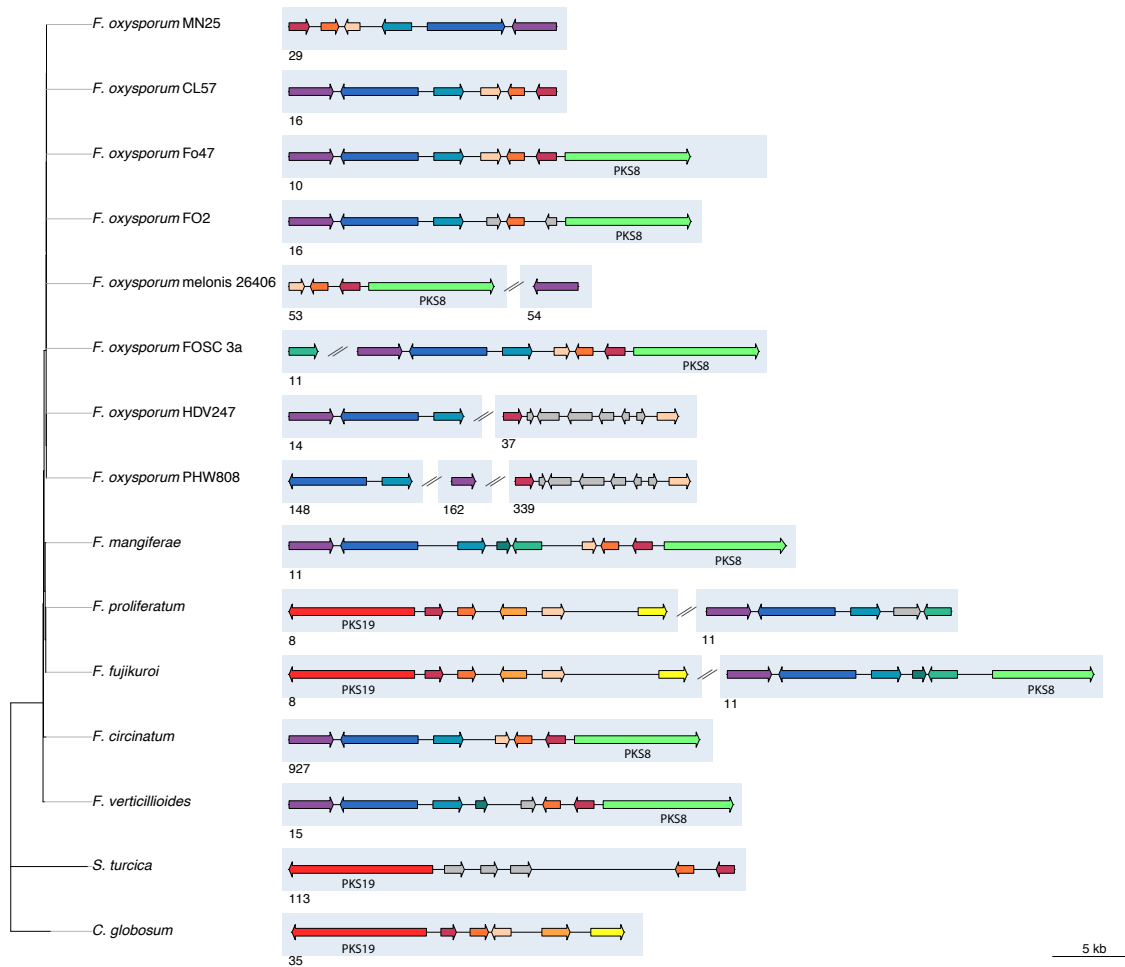 F. oxysporum MN25
29
F. oxysporum CL57
16
F. oxysporum Fo47
PKS8
10
F. oxysporum FO2
PKS8
16
F. oxysporum melonis 26406
PKS8
53 54
F. oxysporum FOSC 3a
PKS8
11
F. oxysporum HDV247
14 37
F. oxysporum PHW808
148 162 339
F. mangiferae
PKS8
11
F. proliferatum
PKS19
8 11
F. fujikuroi
PKS19 PKS8
8 11
F. circinatum
PKS8
927
F. verticillioides
PKS8
15
S. turcica
PKS19
113
C. globosum
PKS19
35
5 kb